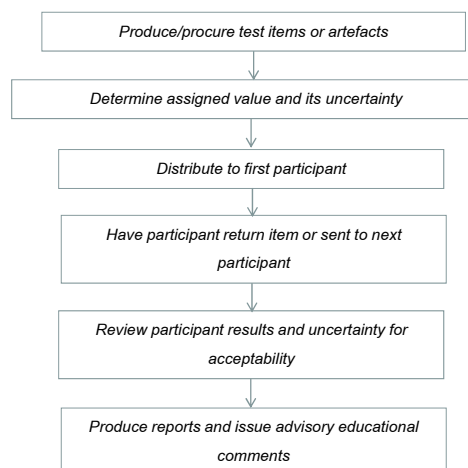 Produce/procure test items or artefacts
Determine assigned value and its uncertainty
Distribute to first participant
Have participant return item or sent to next
participant
Review participant results and uncertainty for
acceptability
Produce reports and issue advisory educational
comments